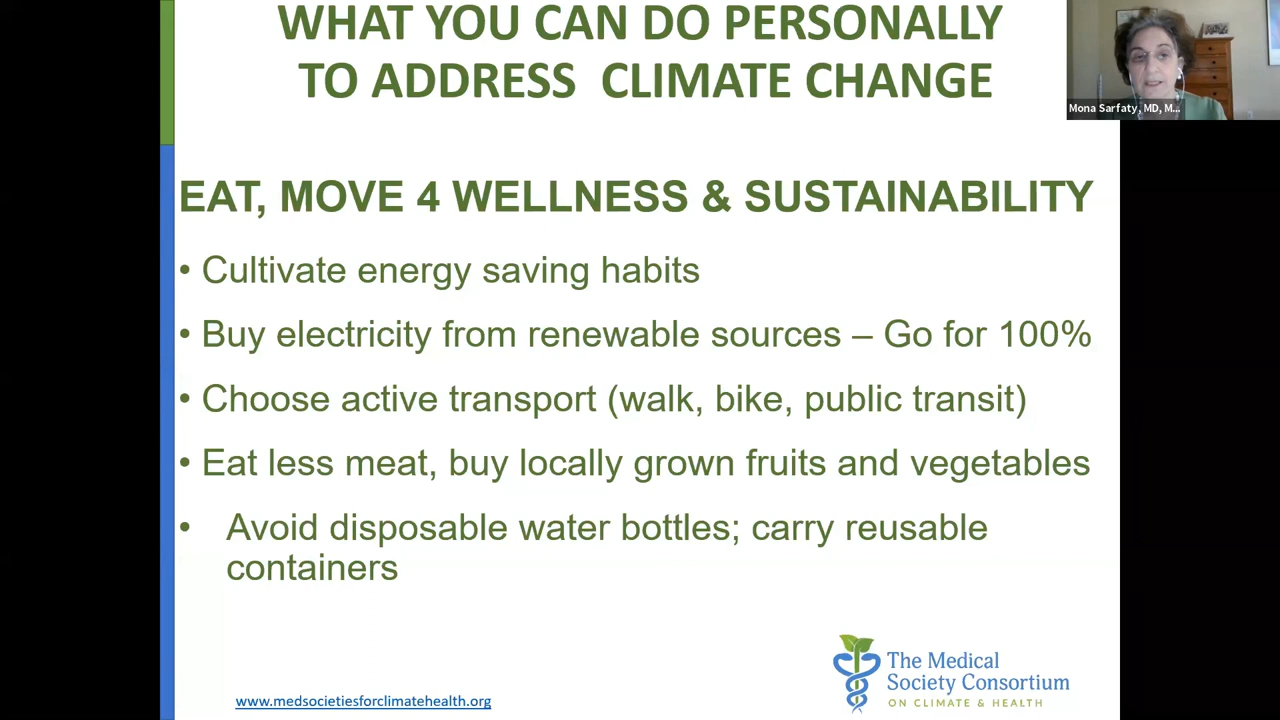 WHAT YOU CAN DO PERSONALLY
TO ADDRESS CLIMATE CHANGE
Mona Sarfaty, MD, M...
EAT, MOVE 4 WELLNESS & SUSTAINABILITY
• Cultivate energy saving habits
• Buy electricity from renewable sources – Go for 100%
• Choose active transport (walk, bike, public transit)
• Eat less meat, buy locally grown fruits and vegetables
• Avoid disposable water bottles; carry reusable
containers
The Medical
Society Consortium
ON CLIMATE & HEALTH
www.medsocietiesforclimatehealth.org